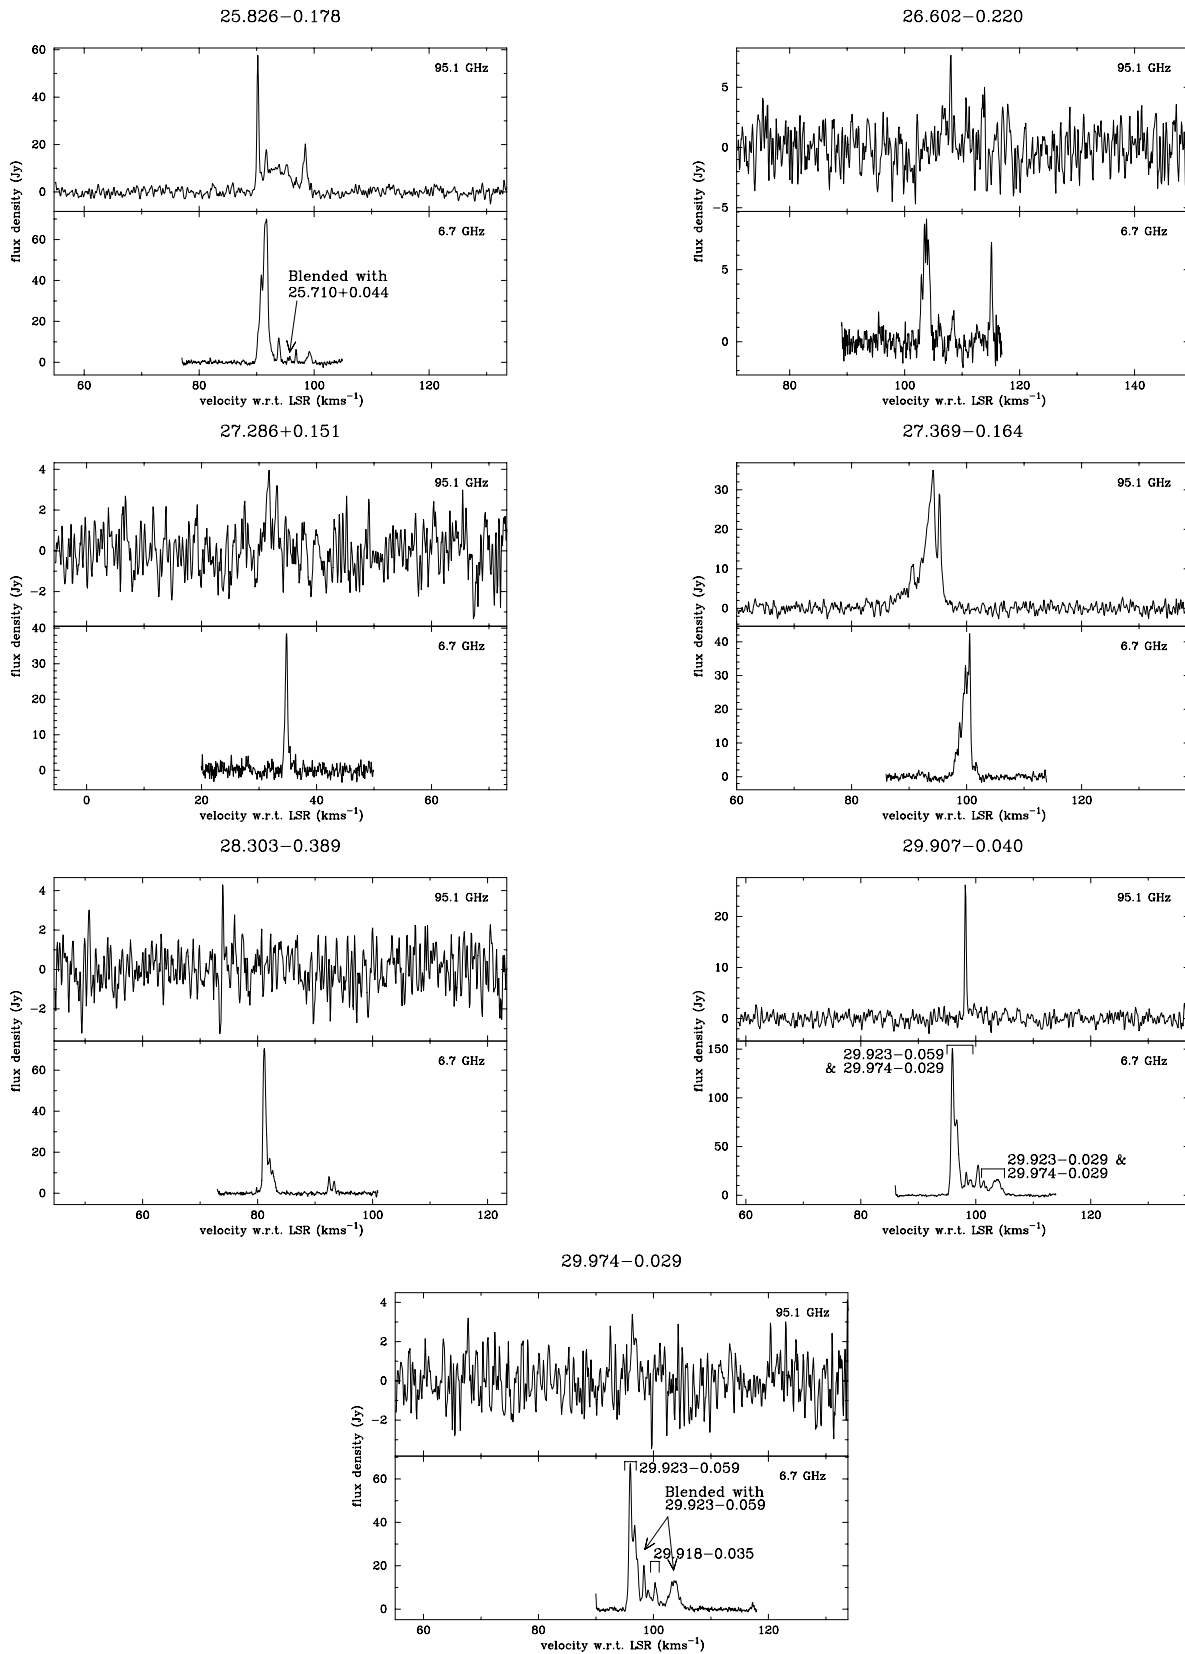 25.826−0.178
60
95.1 GHz
40
20
0
flux density (Jy)
6.7 GHz
60
40
20
0
Blended with
25.710+0.044
60 80 100 120
velocity w.r.t. LSR (kms−1)
26.602−0.220
95.1 GHz
5
0
−5
flux density (Jy)
6.7 GHz
5
0
80 100 120 140
velocity w.r.t. LSR (kms−1)
27.286+0.151
4
95.1 GHz
2
0
−2
flux density (Jy)
40
6.7 GHz
30
20
10
0
0 20 40 60
velocity w.r.t. LSR (kms−1)
27.369−0.164
95.1 GHz
30
20
10
0
flux density (Jy)
6.7 GHz
40
30
20
10
0
60 80 100 120
velocity w.r.t. LSR (kms−1)
28.303−0.389
4
95.1 GHz
2
0
−2
flux density (Jy)
6.7 GHz
60
40
20
0
60 80 100 120
velocity w.r.t. LSR (kms−1)
29.907−0.040
95.1 GHz
20
10
0
flux density (Jy)
150
6.7 GHz
100
50
0
29.923−0.059
& 29.974−0.029
29.923−0.029 &
29.974−0.029
60 80 100 120
velocity w.r.t. LSR (kms−1)
29.974−0.029
4
95.1 GHz
2
0
−2
flux density (Jy)
6.7 GHz
60
40
20
0
29.923−0.059
Blended with
29.923−0.059
29.918−0.035
60 80 100 120
velocity w.r.t. LSR (kms−1)